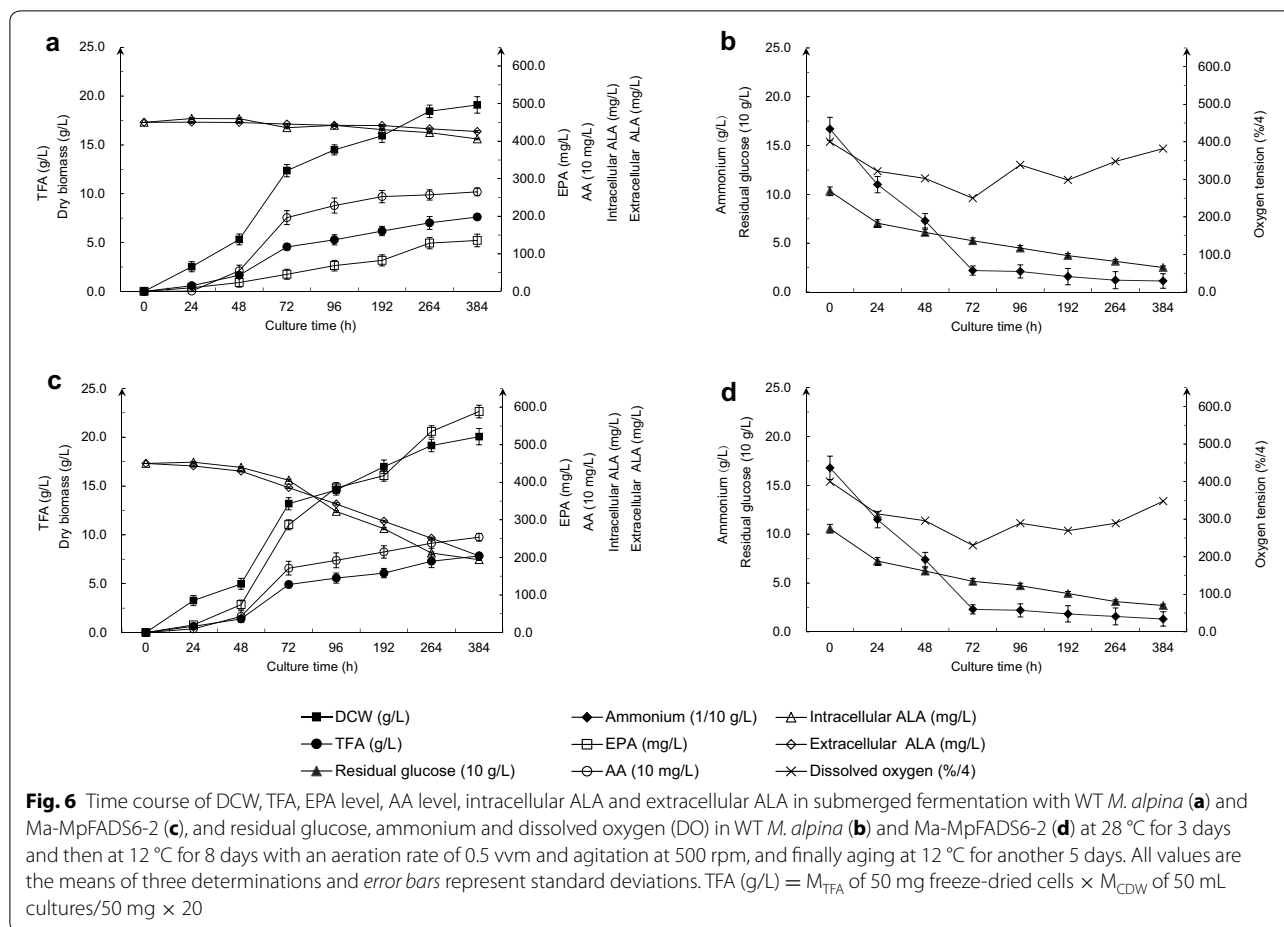 a
25.0
20.0
15.0
10.0
5.0
0.0
TFA (g/L)
Dry biomass (g/L)
600.0
500.0
400.0
300.0
200.0
100.0
0.0
EPA (mg/L)
AA (10 mg/L)
Intracellular ALA (mg/L)
Extracellular ALA (mg/L)
0 24 48 72 96 192 264 384
Culture time (h)
b
25.0
20.0
15.0
10.0
5.0
0.0
Ammonium (g/L)
Residual glucose (10 g/L)
600.0
500.0
400.0
300.0
200.0
100.0
0.0
Oxygen tension (%/4)
0 24 48 72 96 192 264 384
Culture time (h)
c
25.0
20.0
15.0
10.0
5.0
0.0
TFA (g/L)
Dry biomass (g/L)
600.0
500.0
400.0
300.0
200.0
100.0
0.0
EPA (mg/L)
AA (10 mg/L)
Intracellular ALA (mg/L)
Extracellular ALA (mg/L)
0 24 48 72 96 192 264 384
Culture time (h)
d
25.0
20.0
15.0
10.0
5.0
0.0
Ammonium (g/L)
Residual glucose (10 g/L)
600.0
500.0
400.0
300.0
200.0
100.0
0.0
Oxygen tension (%/4)
0 24 48 72 96 192 264 384
Culture time (h)
DCW (g/L) Ammonium (1/10 g/L) Intracellular ALA (mg/L)
TFA (g/L) EPA (mg/L) Extracellular ALA (mg/L)
Residual glucose (10 g/L) AA (10 mg/L) Dissolved oxygen (%/4)
Fig. 6 Time course of DCW, TFA, EPA level, AA level, intracellular ALA and extracellular ALA in submerged fermentation with WT M. alpina (a) and
Ma-MpFADS6-2 (c), and residual glucose, ammonium and dissolved oxygen (DO) in WT M. alpina (b) and Ma-MpFADS6-2 (d) at 28 °C for 3 days
and then at 12 °C for 8 days with an aeration rate of 0.5 vvm and agitation at 500 rpm, and finally aging at 12 °C for another 5 days. All values are
the means of three determinations and error bars represent standard deviations. TFA (g/L) = M_TFA of 50 mg freeze-dried cells × M_CDW of 50 mL
cultures/50 mg × 20